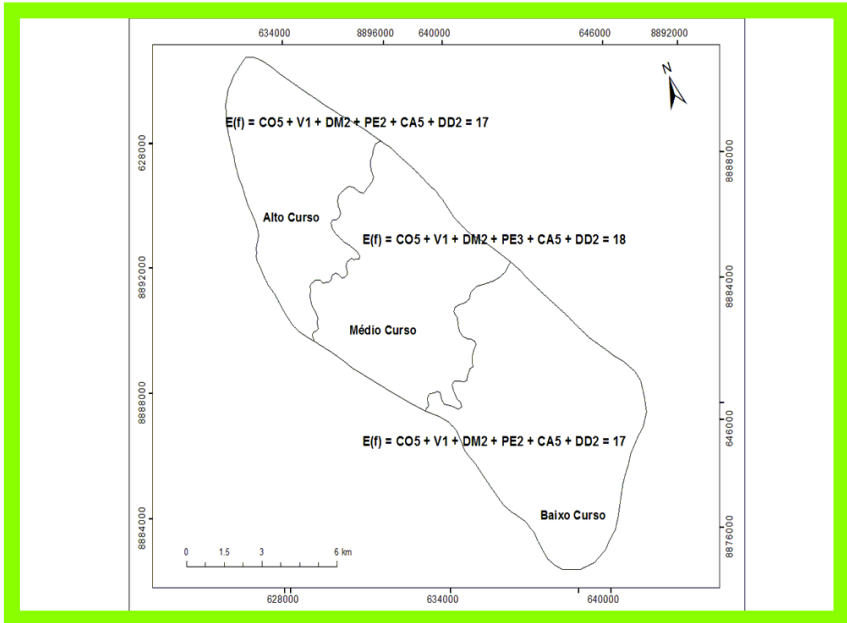 634000 8896000 640000 646000 8892000
N
E(f) = CO5 + V1 + DM2 + PE2 + CA5 + DD2 = 17
628000
8888000
Alto Curso
E(f) = CO5 + V1 + DM2 + PE3 + CA5 + DD2 = 18
8892000
8884000
Médio Curso
8888000
646000
E(f) = CO5 + V1 + DM2 + PE2 + CA5 + DD2 = 17
Baixo Curso
8884000
8876000
0 1.5 3 6 km
628000 634000 640000